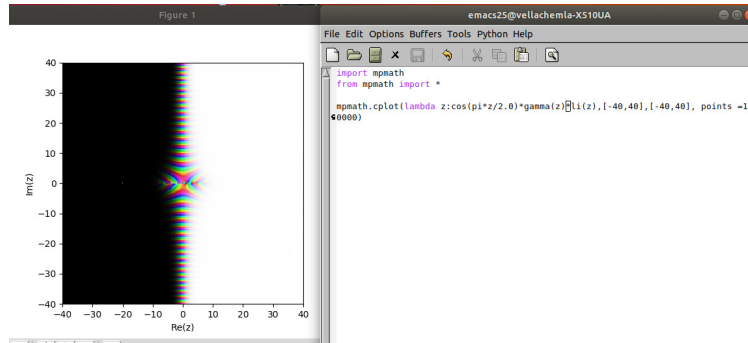 Figure 1
emacs25@vellachemla-X510UA
File Edit Options Buffers Tools Python Help
import mpmath
from mpmath import *
mpmath.cplot(lambda z:cos(pi*z/2.0)*gamma(z)*li(z),[-40,40],[-40,40], points =1
0000)
40
30
20
10
0
−10
−20
−30
−40
Im(z)
−40 −30 −20 −10 0 10 20 30 40
Re(z)